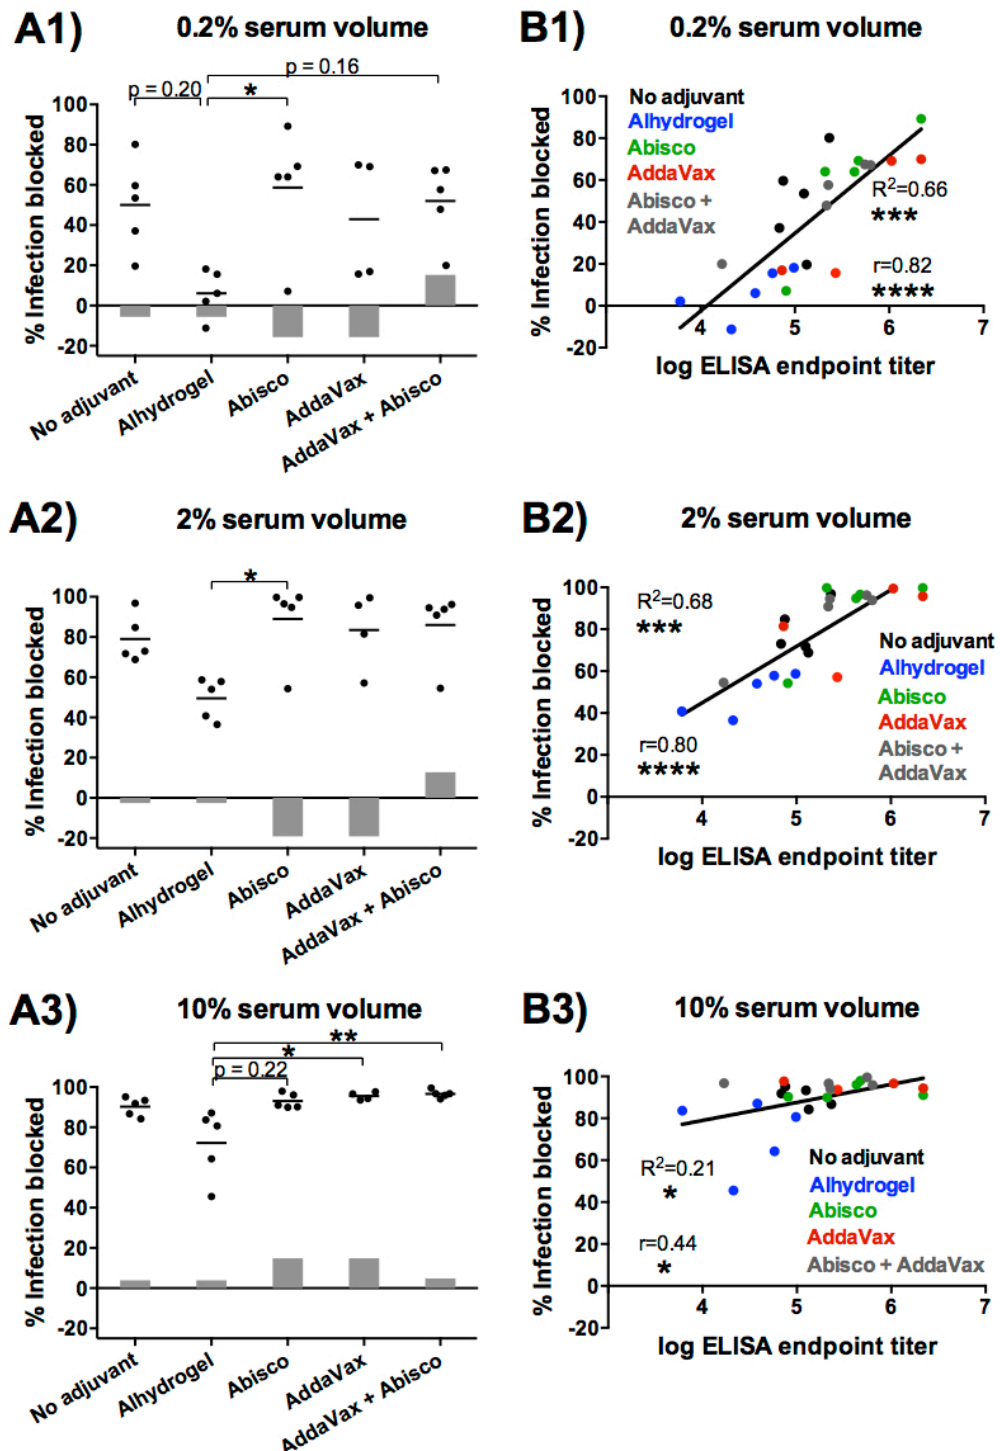 A1) 0.2% serum volume
p = 0.16
p = 0.20 *
% Infection blocked
100
80
60
40
20
0
-20
No adjuvant
Alhydrogel
Abisco
AddaVax
AddaVax + Abisco
B1) 0.2% serum volume
% Infection blocked
100
80
60
40
20
0
-20
No adjuvant
Alhydrogel
Abisco
AddaVax
Abisco +
AddaVax
R²=0.66
***
r=0.82
****
4 5 6 7
log ELISA endpoint titer
A2) 2% serum volume
*
% Infection blocked
100
80
60
40
20
0
-20
No adjuvant
Alhydrogel
Abisco
AddaVax
AddaVax + Abisco
B2) 2% serum volume
% Infection blocked
100
80
60
40
20
0
-20
R²=0.68
***
No adjuvant
Alhydrogel
Abisco
AddaVax
Abisco +
AddaVax
r=0.80
****
4 5 6 7
log ELISA endpoint titer
A3) 10% serum volume
**
*
p = 0.22
% Infection blocked
100
80
60
40
20
0
-20
No adjuvant
Alhydrogel
Abisco
AddaVax
AddaVax + Abisco
B3) 10% serum volume
% Infection blocked
100
80
60
40
20
0
-20
No adjuvant
Alhydrogel
Abisco
AddaVax
Abisco + AddaVax
R²=0.21
*
r=0.44
*
4 5 6 7
log ELISA endpoint titer